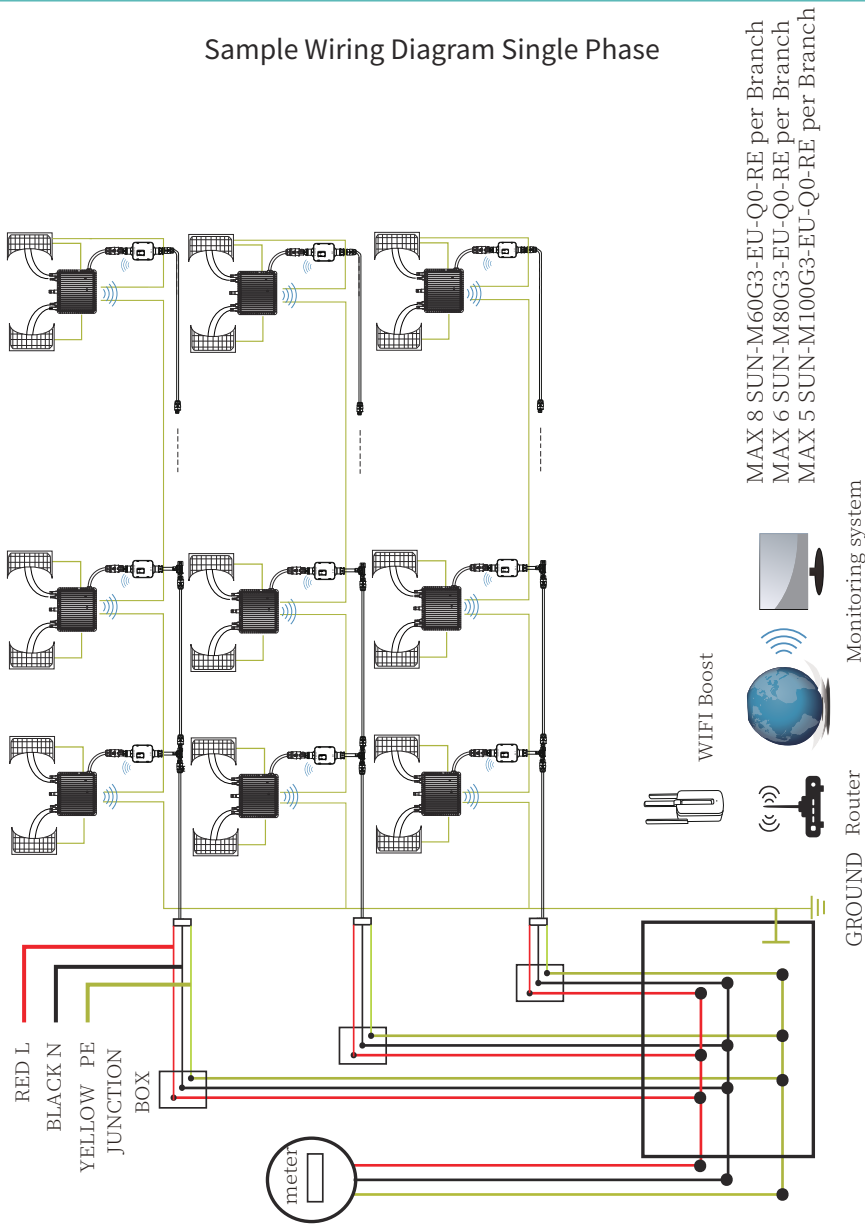 Sample Wiring Diagram Single Phase
MAX 8 SUN-M60G3-EU-Q0-RE per Branch
MAX 6 SUN-M80G3-EU-Q0-RE per Branch
MAX 5 SUN-M100G3-EU-Q0-RE per Branch
RED L
BLACK N
YELLOW PE
JUNCTION
BOX
meter
WIFI Boost
GROUND
Router
Monitoring system